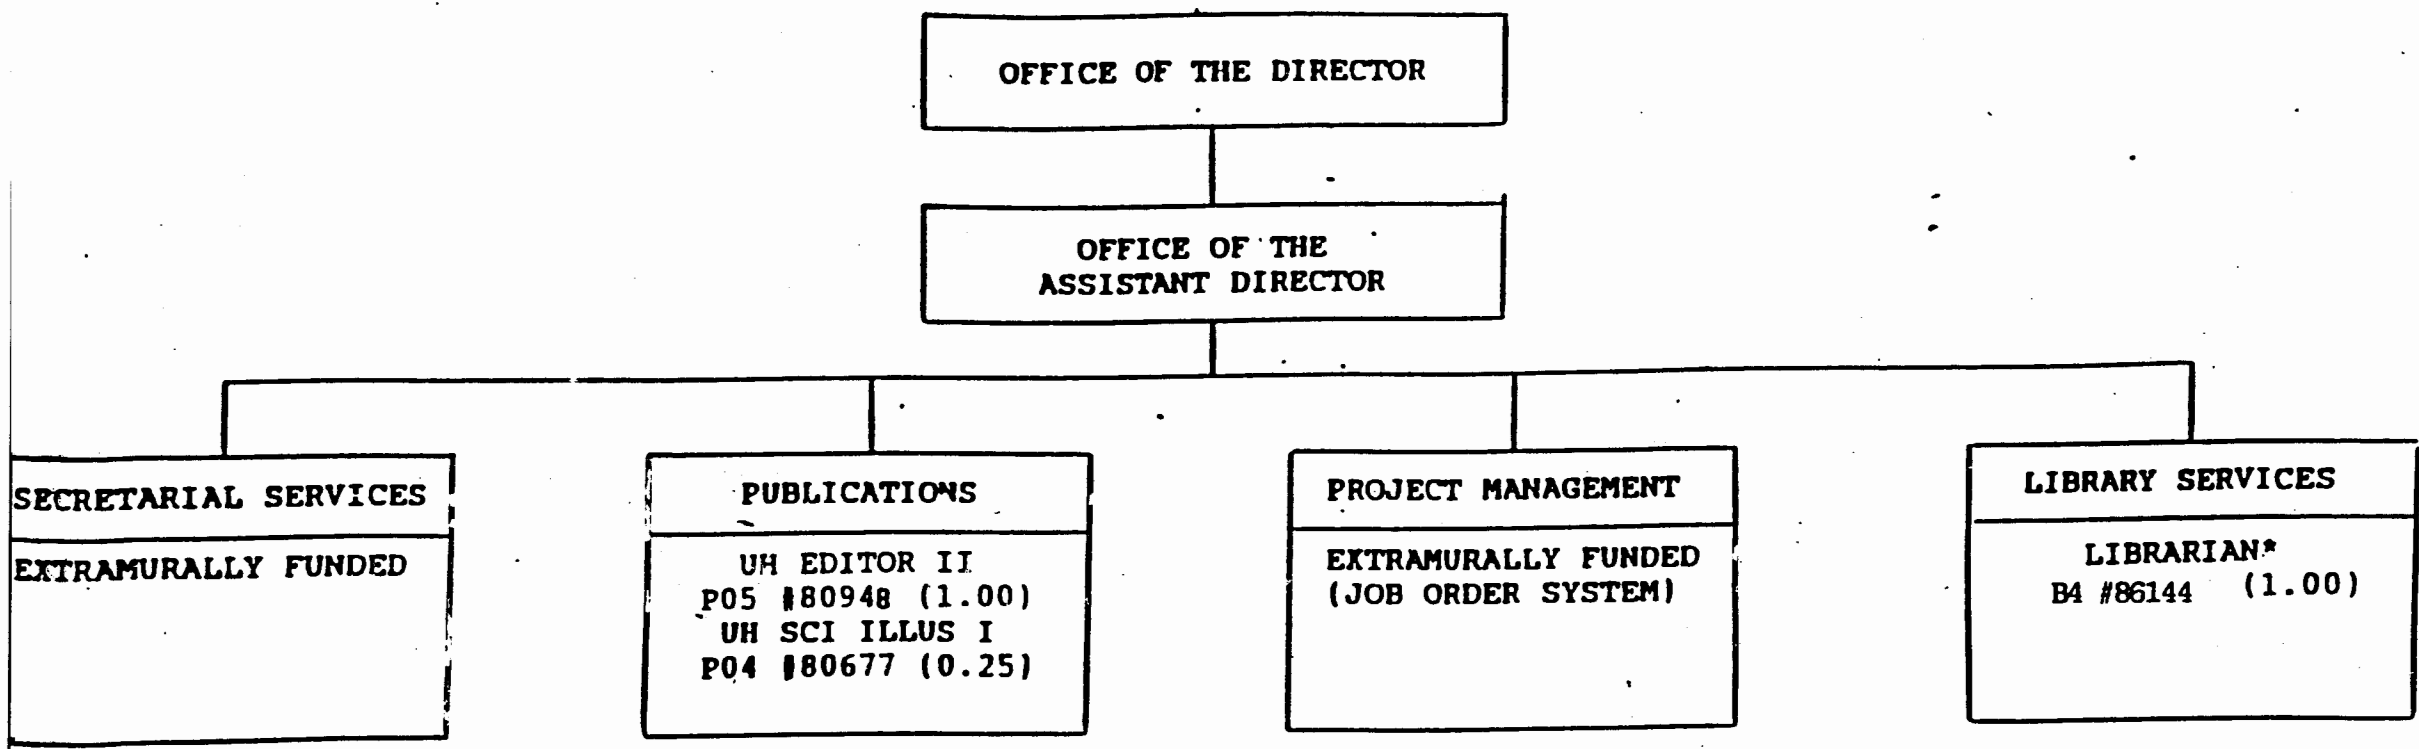 OFFICE OF THE DIRECTOR
OFFICE OF THE
ASSISTANT DIRECTOR
SECRETARIAL SERVICES
EXTRAMURALLY FUNDED
PUBLICATIONS
UH EDITOR II
P05 #80948 (1.00)
UH SCI ILLUS I
P04 #80677 (0.25)
PROJECT MANAGEMENT
EXTRAMURALLY FUNDED
(JOB ORDER SYSTEM)
LIBRARY SERVICES
LIBRARIAN*
B4 #86144 (1.00)